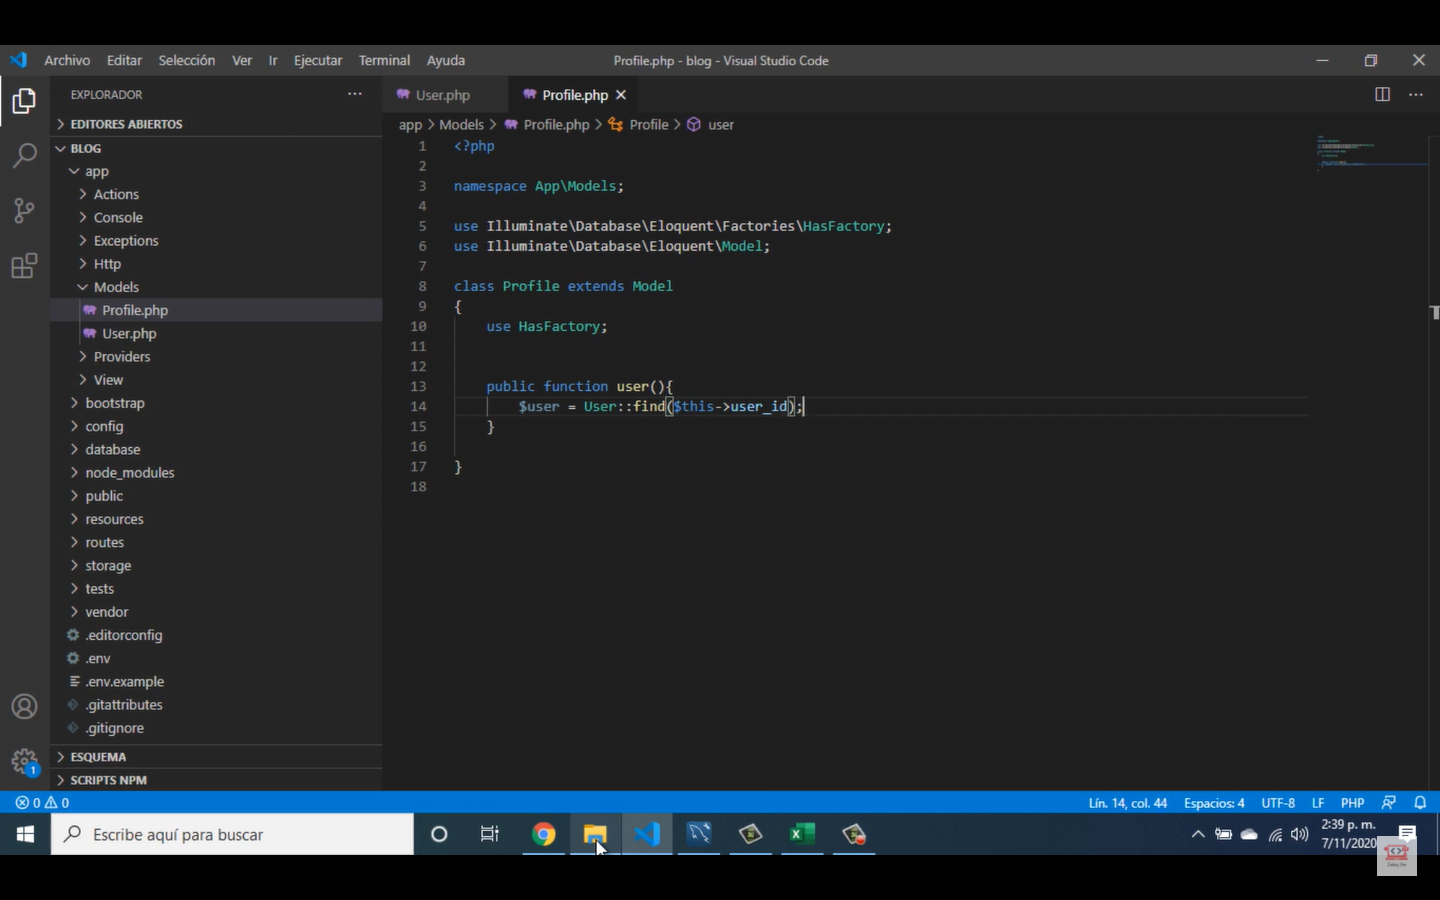 Archivo Editar Selección Ver Ir Ejecutar Terminal Ayuda Profile.php - blog - Visual Studio Code
EXPLORADOR
EDITORES ABIERTOS
BLOG
app
Actions
Console
Exceptions
Http
Models
Profile.php
User.php
Providers
View
bootstrap
config
database
node_modules
public
resources
routes
storage
tests
vendor
.editorconfig
.env
.env.example
.gitattributes
.gitignore
ESQUEMA
SCRIPTS NPM
1
User.php Profile.php
app > Models > Profile.php > Profile > user
1 <?php
2
3 namespace App\Models;
4
5 use Illuminate\Database\Eloquent\Factories\HasFactory;
6 use Illuminate\Database\Eloquent\Model;
7
8 class Profile extends Model
9 {
10 use HasFactory;
11
12
13 public function user(){
14 $user = User::find($this->user_id);
15 }
16
17 }
18
0 0 Lín. 14, col. 44 Espacios: 4 UTF-8 LF PHP
Escribe aquí para buscar
2:39 p. m.
7/11/2020